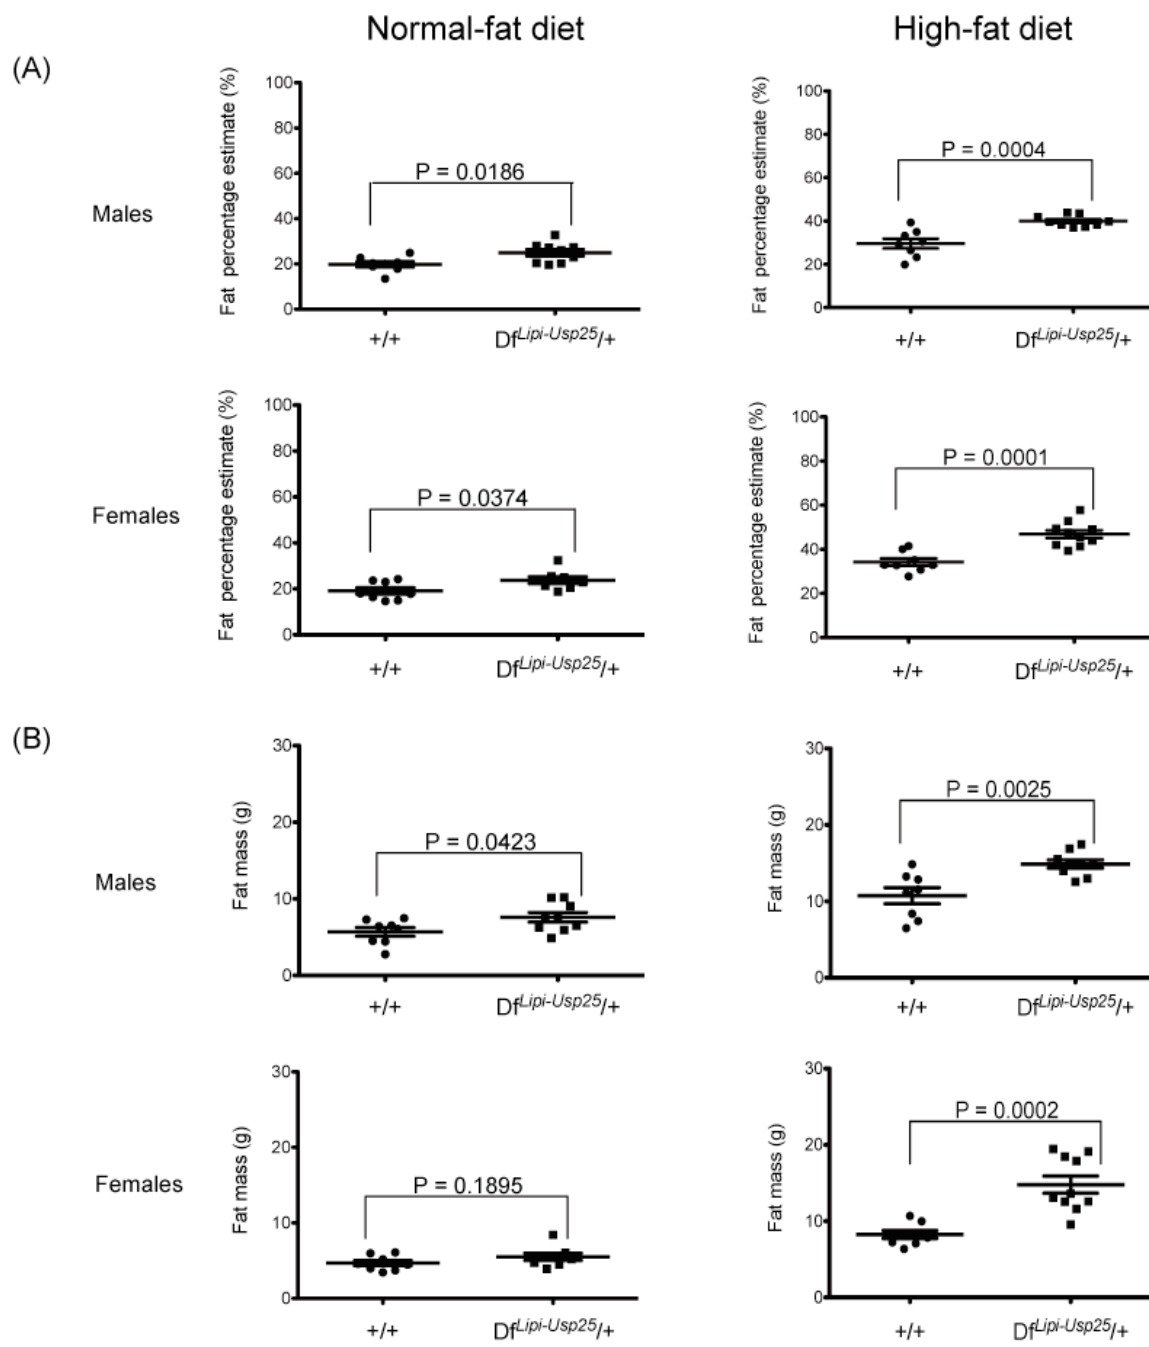 Normal-fat diet High-fat diet
(A)
Males
Fat percentage estimate (%)
100
80
60
40
20
0
P = 0.0186
+/+ Df^Lipi-Usp25/+
Fat percentage estimate (%)
100
80
60
40
20
0
P = 0.0004
+/+ Df^Lipi-Usp25/+
Females
Fat percentage estimate (%)
100
80
60
40
20
0
P = 0.0374
+/+ Df^Lipi-Usp25/+
Fat percentage estimate (%)
100
80
60
40
20
0
P = 0.0001
+/+ Df^Lipi-Usp25/+
(B)
Males
Fat mass (g)
30
20
10
0
P = 0.0423
+/+ Df^Lipi-Usp25/+
Fat mass (g)
30
20
10
0
P = 0.0025
+/+ Df^Lipi-Usp25/+
Females
Fat mass (g)
30
20
10
0
P = 0.1895
+/+ Df^Lipi-Usp25/+
Fat mass (g)
30
20
10
0
P = 0.0002
+/+ Df^Lipi-Usp25/+